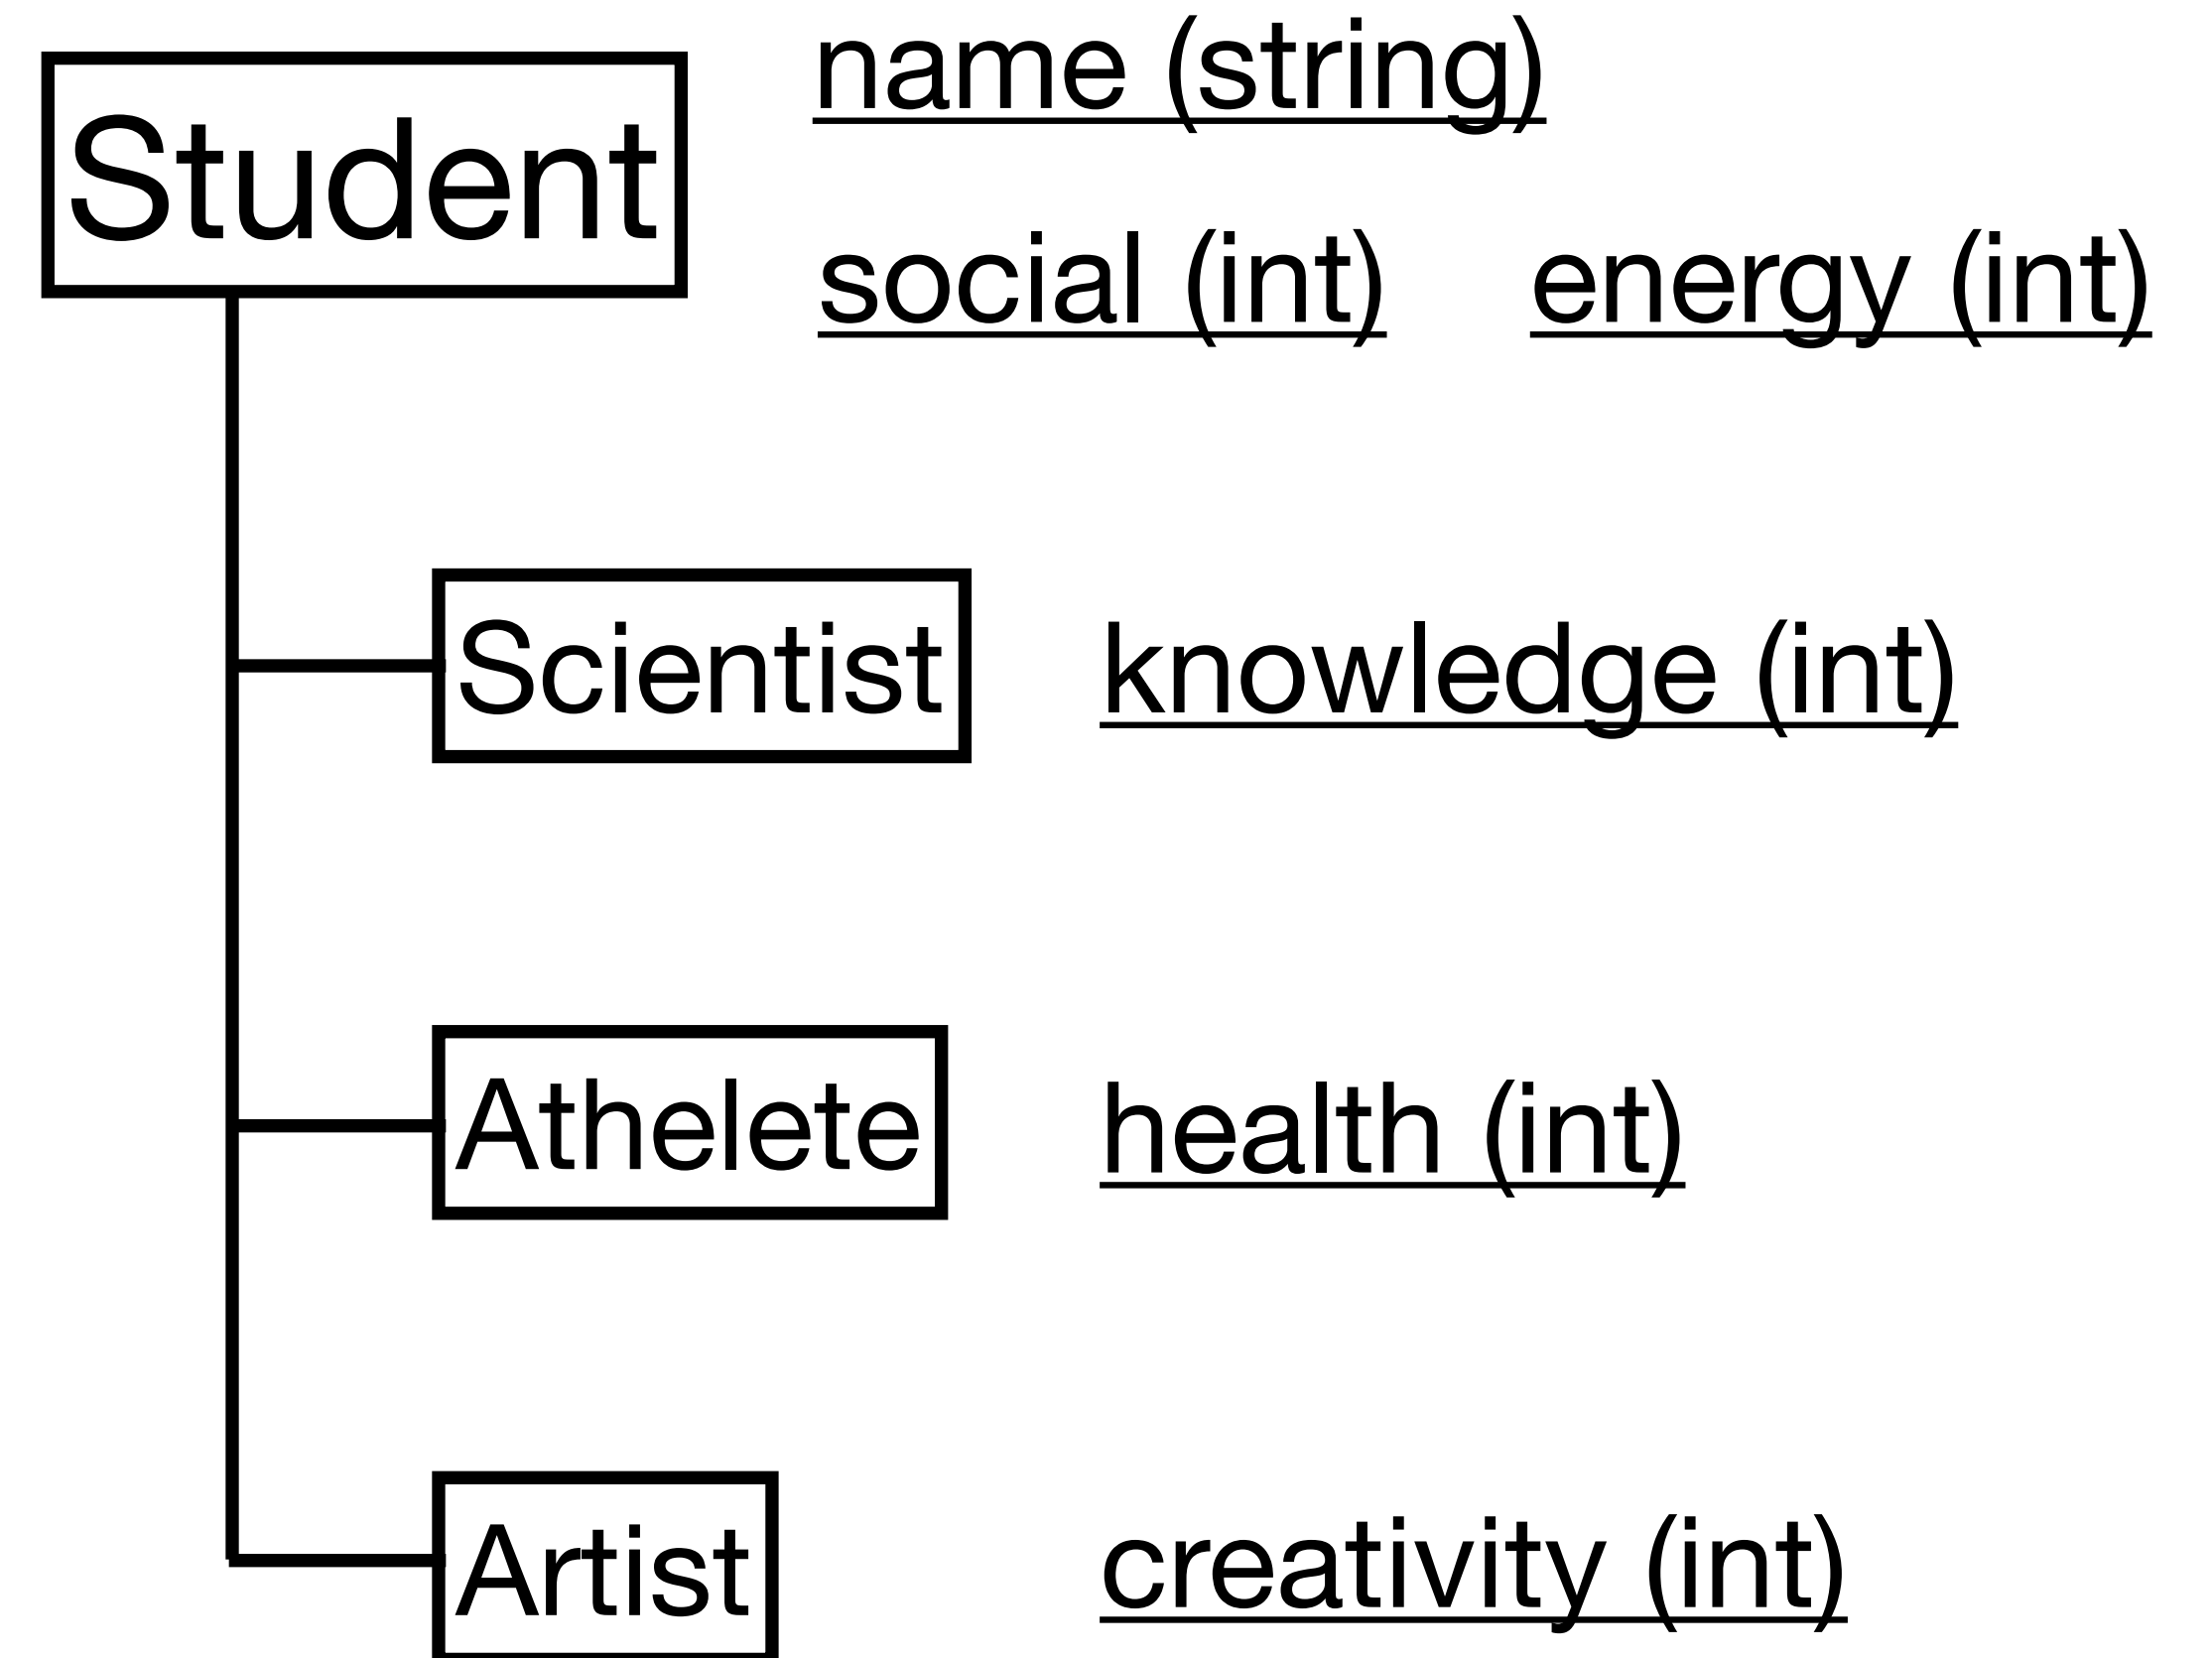 name (string)
Student
social (int) energy (int)
Scientist knowledge (int)
Athelete health (int)
Artist creativity (int)